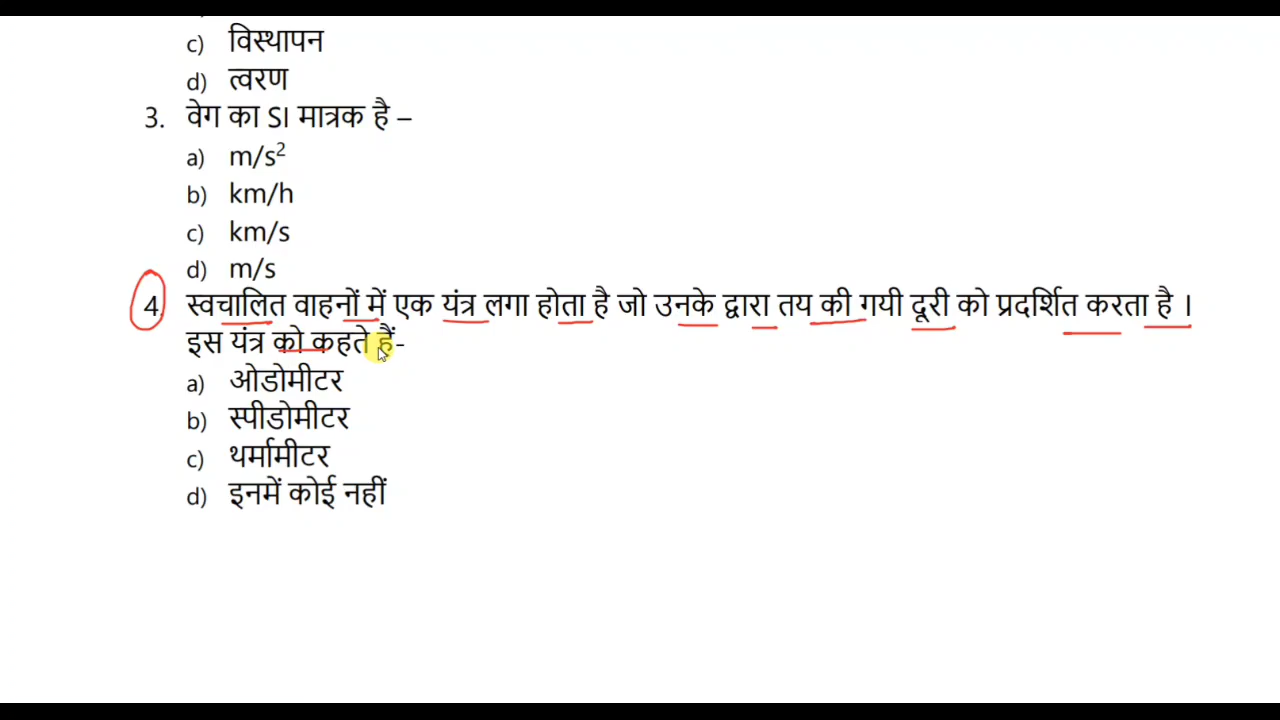 c) विस्थापन
d) त्वरण
3. वेग का SI मात्रक है –
a) m/s²
b) km/h
c) km/s
d) m/s
4. स्वचालित वाहनों में एक यंत्र लगा होता है जो उनके द्वारा तय की गयी दूरी को प्रदर्शित करता है ।
इस यंत्र को कहते हैं-
a) ओडोमीटर
b) स्पीडोमीटर
c) थर्मामीटर
d) इनमें कोई नहीं